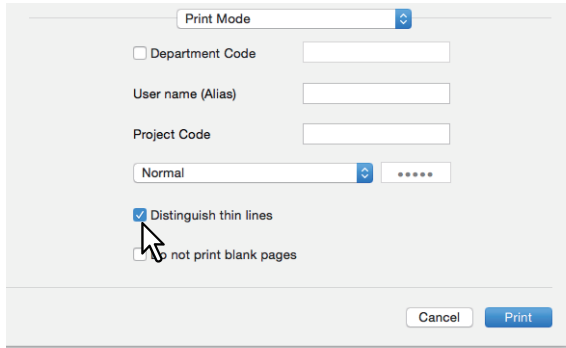 Print Mode
Department Code
User name (Alias)
Project Code
Normal
•••••
Distinguish thin lines
not print blank pages
Cancel Print